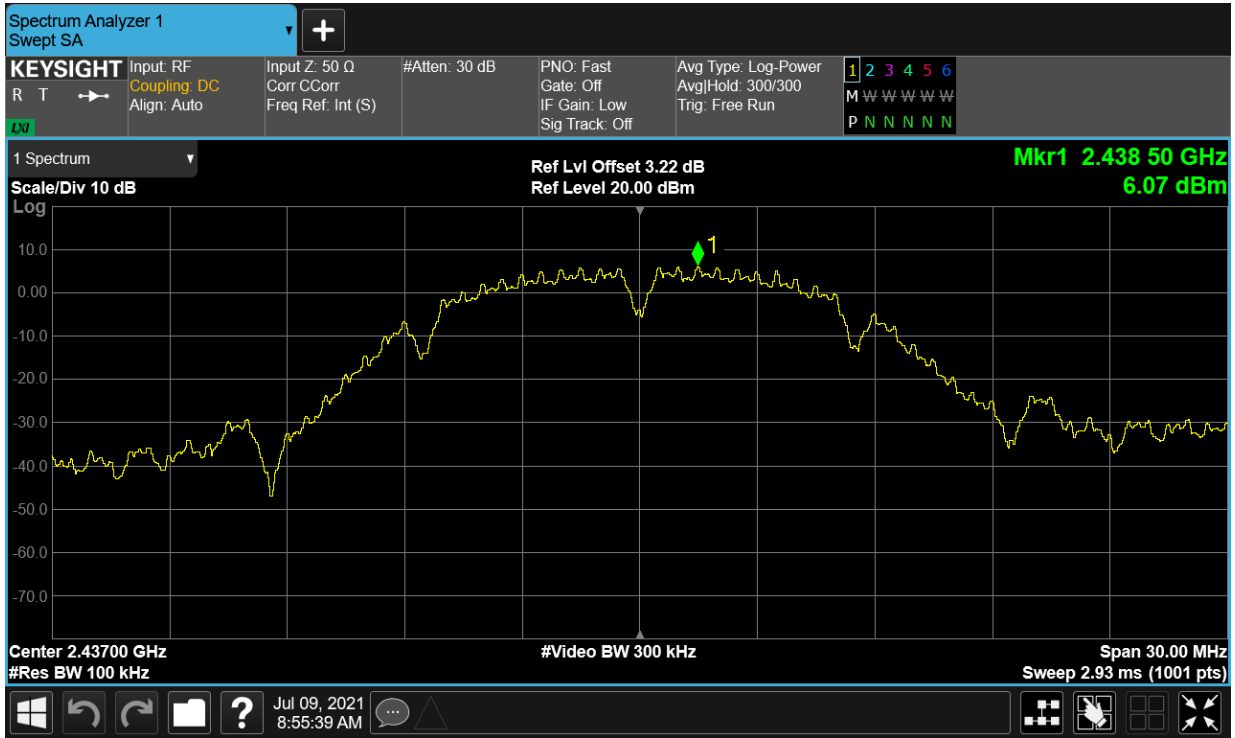 Spectrum Analyzer 1
Swept SA
KEYSIGHT
R T
LXI
Input: RF
Coupling: DC
Align: Auto
Input Z: 50 Ω
Corr CCorr
Freq Ref: Int (S)
#Atten: 30 dB
PNO: Fast
Gate: Off
IF Gain: Low
Sig Track: Off
Avg Type: Log-Power
Avg|Hold: 300/300
Trig: Free Run
1 2 3 4 5 6
M W W W W W
P N N N N N
1 Spectrum
Scale/Div 10 dB
Log
Ref Lvl Offset 3.22 dB
Ref Level 20.00 dBm
Mkr1 2.438 50 GHz
6.07 dBm
1
10.0
0.00
-10.0
-20.0
-30.0
-40.0
-50.0
-60.0
-70.0
Center 2.43700 GHz
#Res BW 100 kHz
#Video BW 300 kHz
Span 30.00 MHz
Sweep 2.93 ms (1001 pts)
?
Jul 09, 2021
8:55:39 AM